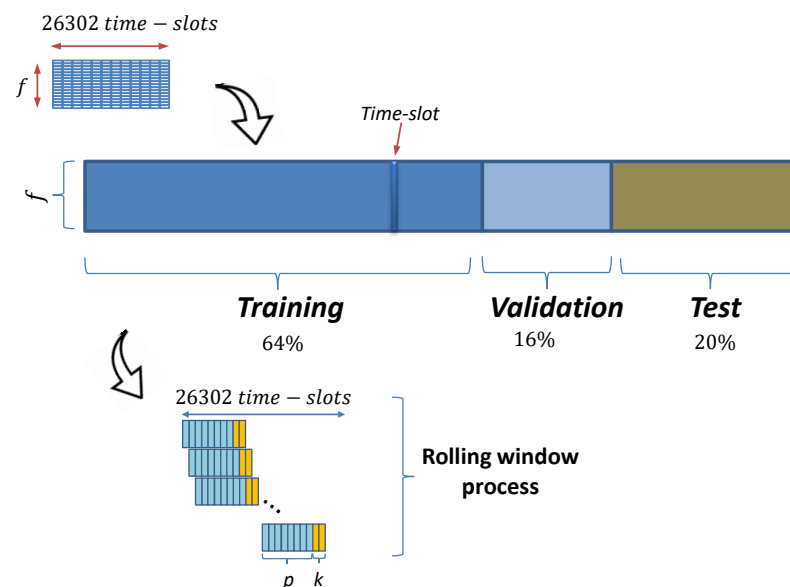 26302 time − slots
f
Time-slot
f
Training
Validation
Test
64%
16%
20%
26302 time − slots
Rolling window
process
p
k